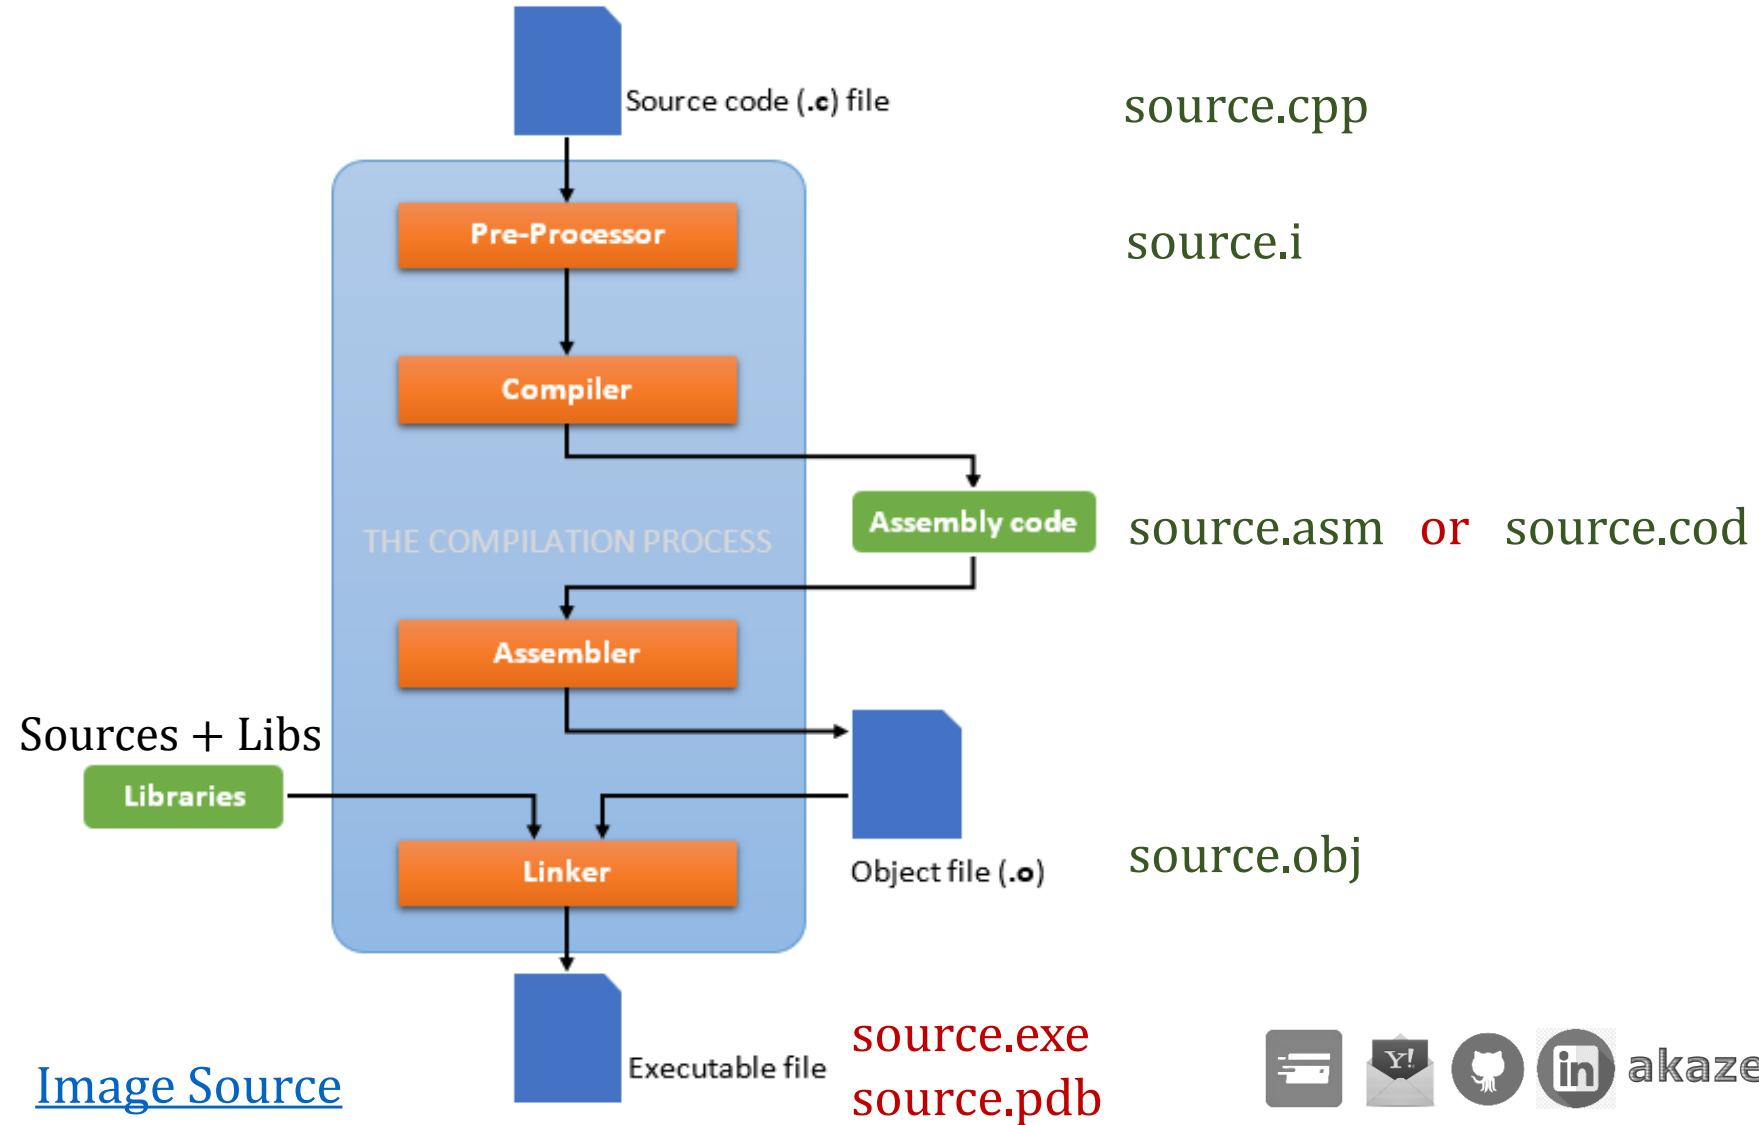 Source code (.c) file
source.cpp
Pre-Processor
source.i
Compiler
Assembly code
source.asm or source.cod
THE COMPILATION PROCESS
Assembler
Sources + Libs
Libraries
Linker
Object file (.o)
source.obj
Executable file
source.exe
source.pdb
Image Source
Y!
in
akaze